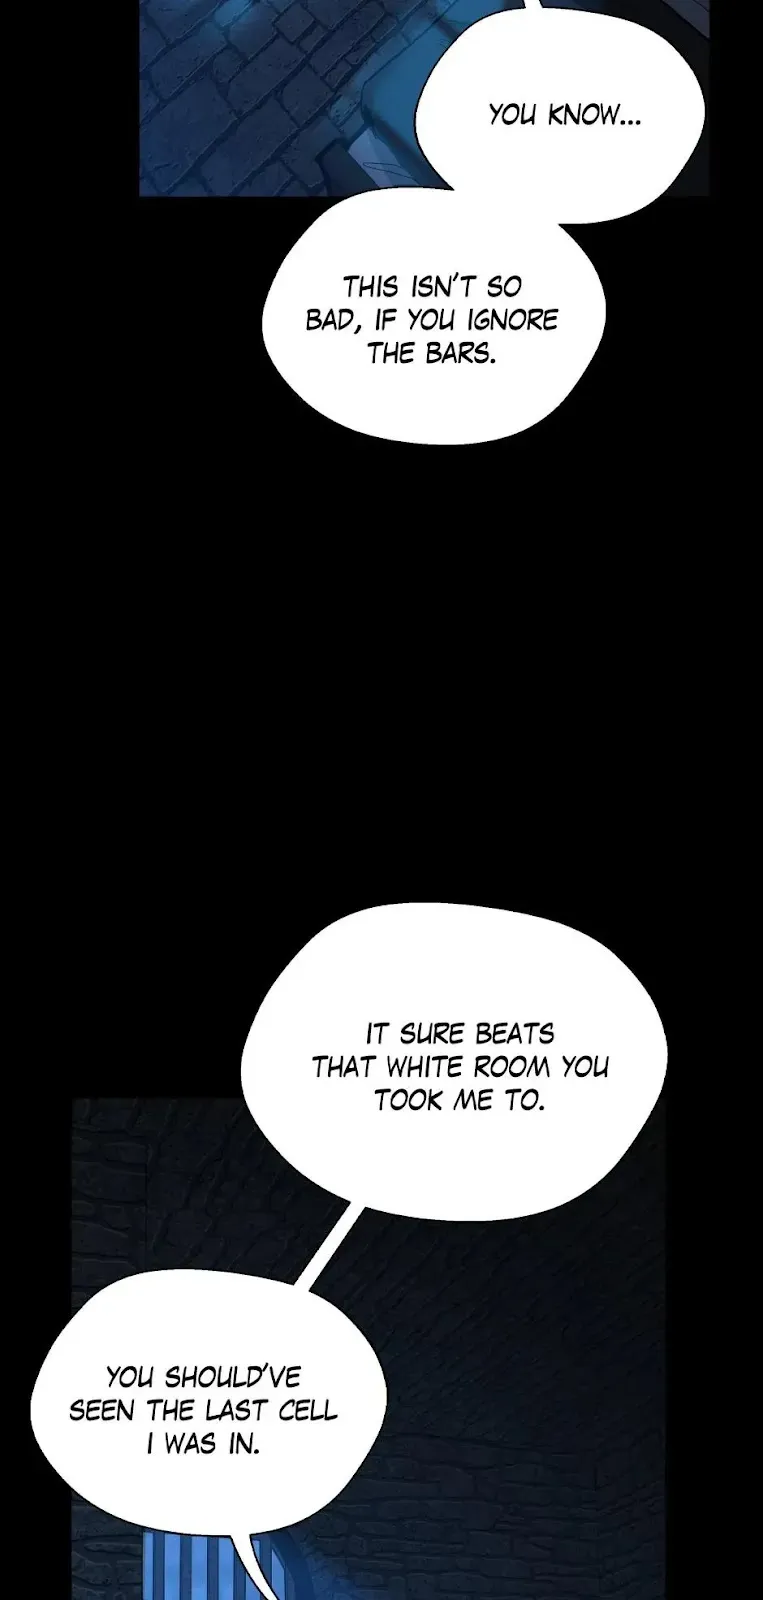 YOU KNOW...
THIS ISN'T SO
BAD, IF YOU IGNORE
THE BARS.
IT SURE BEATS
THAT WHITE ROOM YOU
TOOK ME TO.
YOU SHOULD'VE
SEEN THE LAST CELL
I WAS IN.